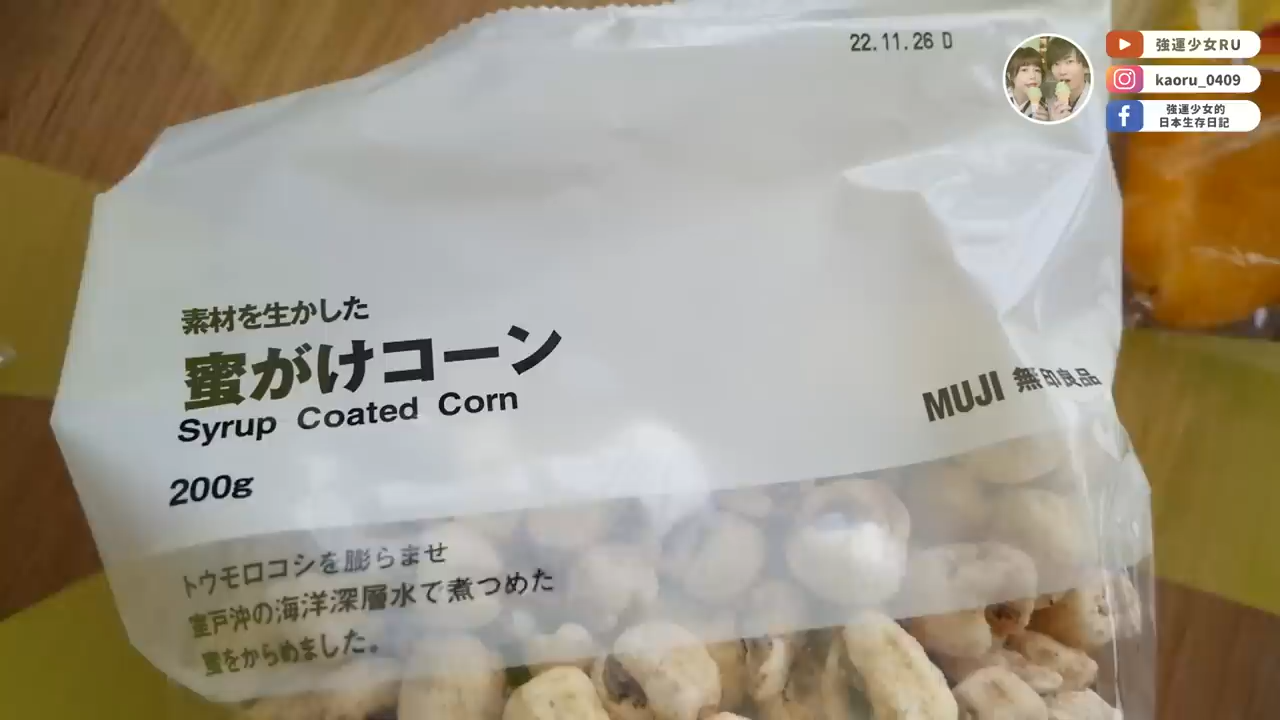 22.11.26 D
強運少女RU
kaoru_0409
強運少女的
日本生存日記
素材を生かした
蜜がけコーン
Syrup Coated Corn
200g
MUJI 無印良品
トウモロコシを膨らませ
室戸沖の海洋深層水で煮つめた
蜜をからめました。